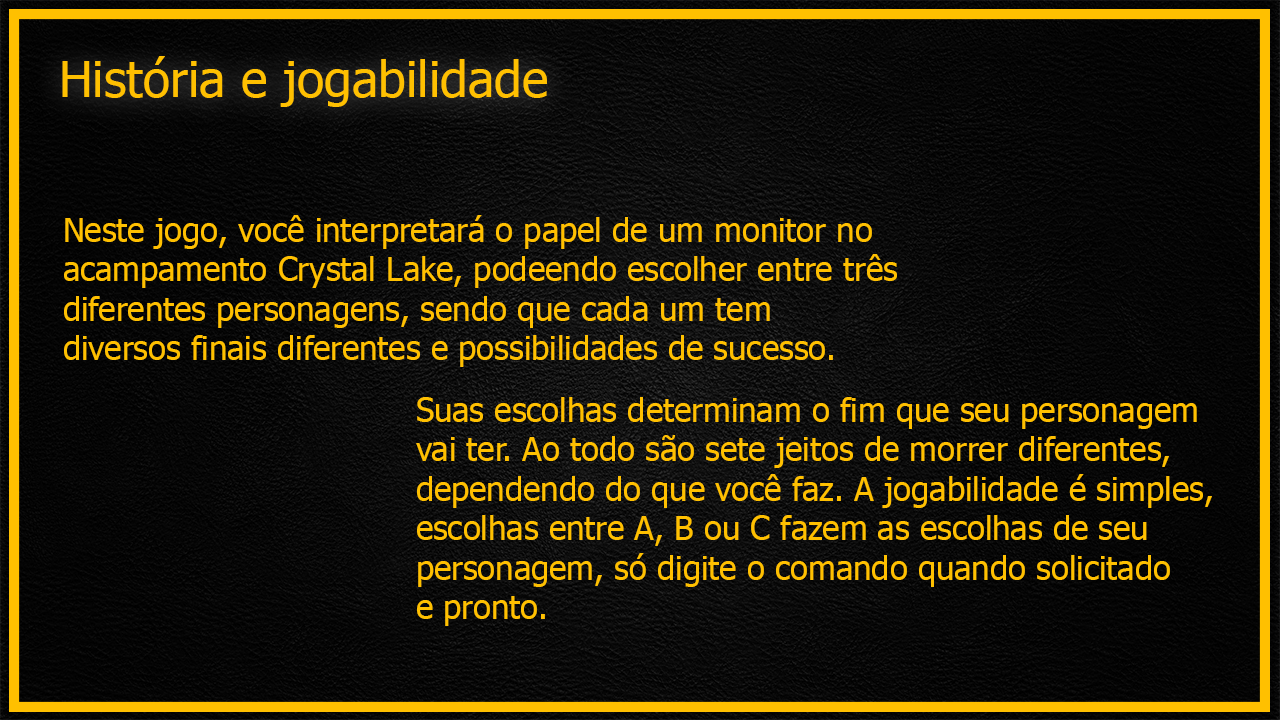 História e jogabilidade
Neste jogo, você interpretará o papel de um monitor no
acampamento Crystal Lake, podeendo escolher entre três
diferentes personagens, sendo que cada um tem
diversos finais diferentes e possibilidades de sucesso.
Suas escolhas determinam o fim que seu personagem
vai ter. Ao todo são sete jeitos de morrer diferentes,
dependendo do que você faz. A jogabilidade é simples,
escolhas entre A, B ou C fazem as escolhas de seu
personagem, só digite o comando quando solicitado
e pronto.